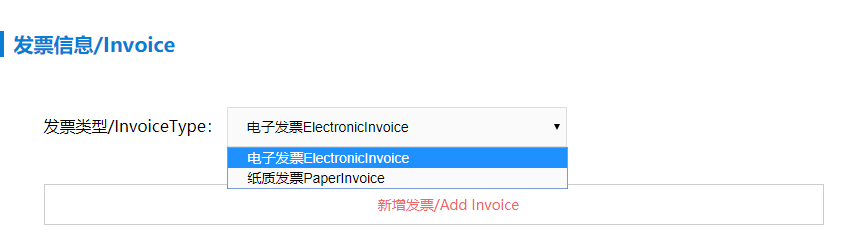 发票信息/Invoice
发票类型/InvoiceType：
电子发票ElectronicInvoice
电子发票ElectronicInvoice
纸质发票PaperInvoice
新增发票/Add Invoice